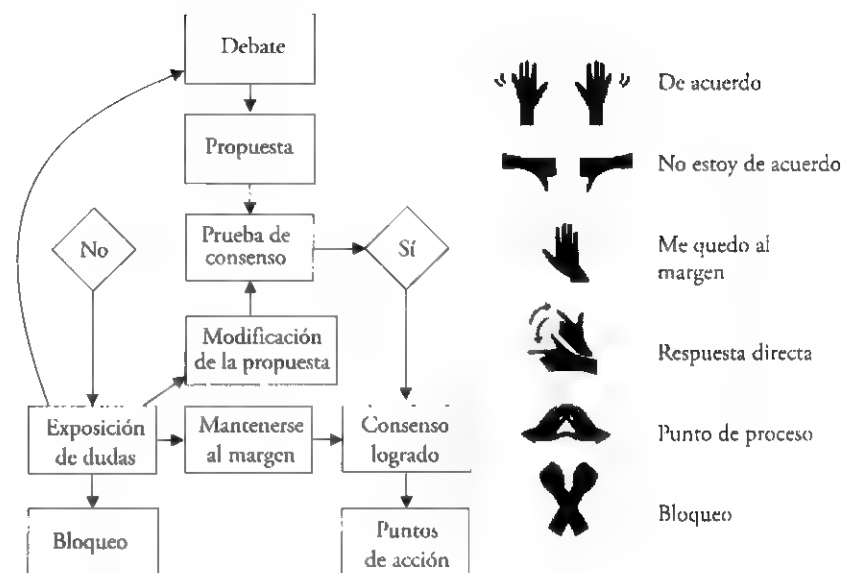 Debate
Propuesta
No
Prueba de
consenso
Sí
Modificación
de la propuesta
Exposición
de dudas
Mantenerse
al margen
Consenso
logrado
Bloqueo
Puntos
de acción
De acuerdo
No estoy de acuerdo
Me quedo al
margen
Respuesta directa
Punto de proceso
Bloqueo